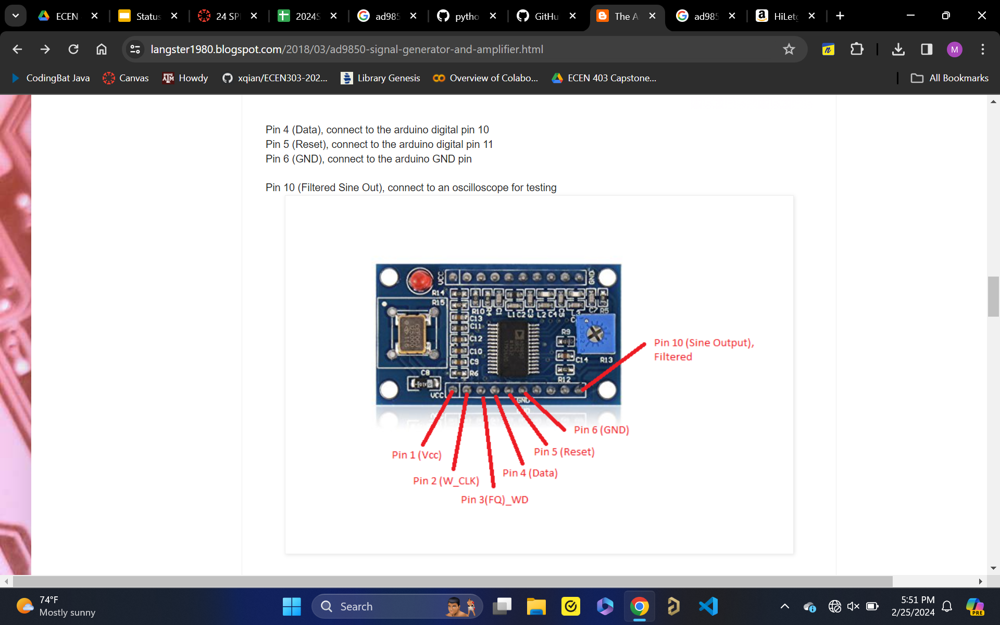 ECEN
Status
24 SP
2024S
ad985
pytho
GitHu
The A
ad985
HiLetg
langster1980.blogspot.com/2018/03/ad9850-signal-generator-and-amplifier.html
M
CodingBat Java
Canvas
Howdy
xqian/ECEN303-202...
Library Genesis
Overview of Colabo...
ECEN 403 Capstone...
All Bookmarks
Pin 4 (Data), connect to the arduino digital pin 10
Pin 5 (Reset), connect to the arduino digital pin 11
Pin 6 (GND), connect to the arduino GND pin
Pin 10 (Filtered Sine Out), connect to an oscilloscope for testing
VCC
GND
R14
R15
R10
R4
C1
L1 C2
C3
L2 C4
C5
L3
C7 R5
C13
C11
C12
C10
C9
R6
C8
VCC
R9
C14
R13
R12
GND
Pin 10 (Sine Output),
Filtered
Pin 6 (GND)
Pin 5 (Reset)
Pin 1 (Vcc)
Pin 4 (Data)
Pin 2 (W_CLK)
Pin 3(FQ)_WD
74°F
Mostly sunny
Search
5:51 PM
2/25/2024
PRE